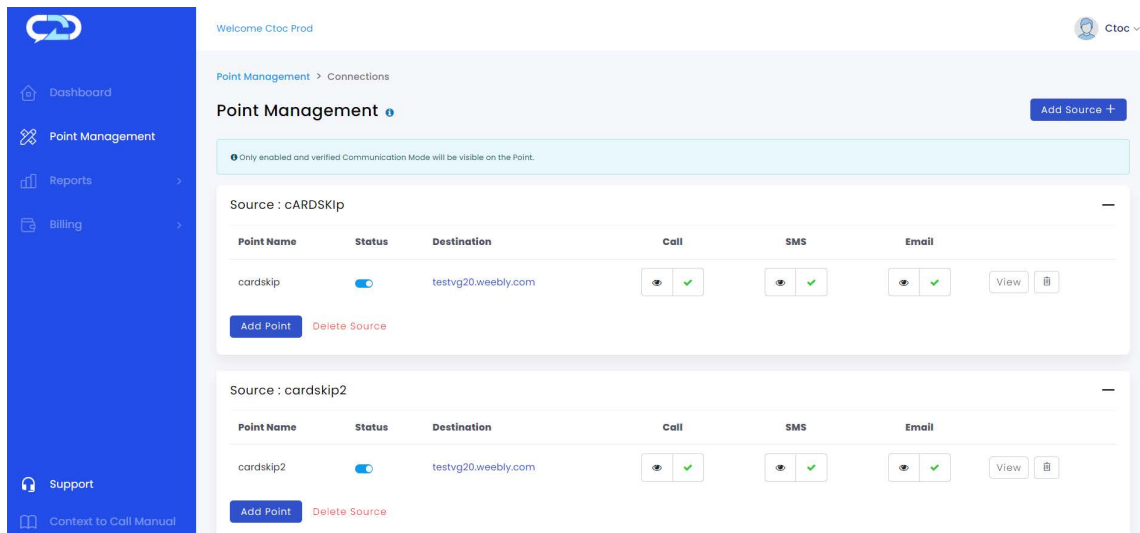 Welcome Ctoc Prod
Ctoc
Dashboard
Point Management
Reports
Billing
Support
Context to Call Manual
Point Management > Connections
Point Management
Add Source +
Only enabled and verified Communication Mode will be visible on the Point.
Source : cARDSKIp
Point Name Status Destination Call SMS Email
cardskip testvg20.weebly.com View
Add Point Delete Source
Source : cardskip2
Point Name Status Destination Call SMS Email
cardskip2 testvg20.weebly.com View
Add Point Delete Source